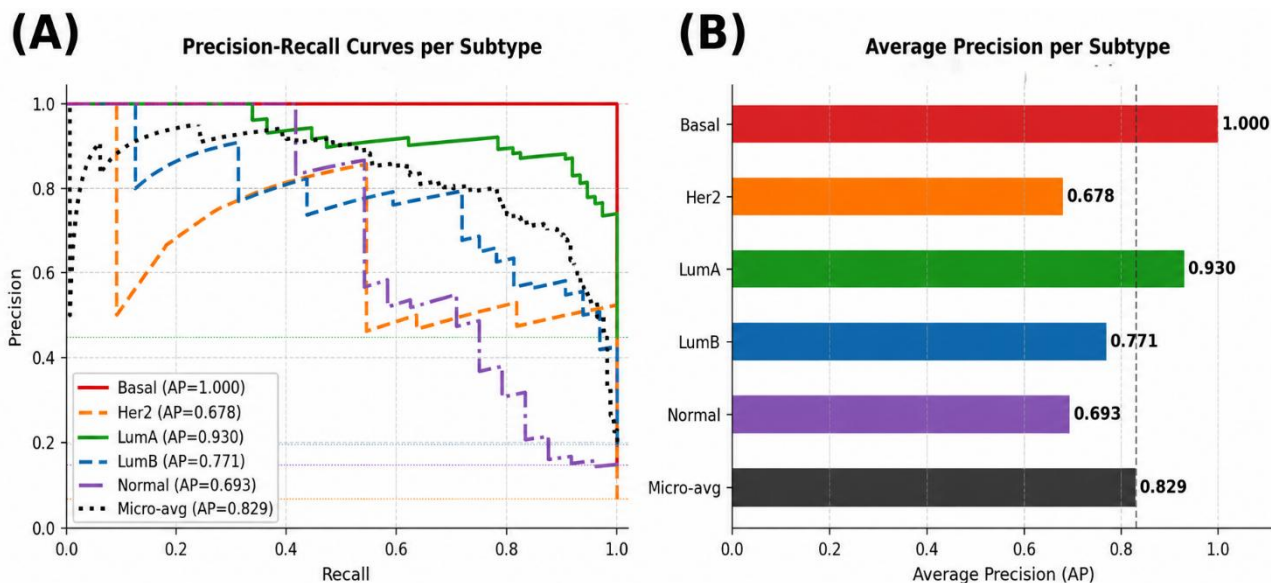 (A)
Precision-Recall Curves per Subtype
1.0
0.8
0.6
0.4
0.2
0.0
Precision
Basal (AP=1.000)
Her2 (AP=0.678)
LumA (AP=0.930)
LumB (AP=0.771)
Normal (AP=0.693)
Micro-avg (AP=0.829)
0.0 0.2 0.4 0.6 0.8 1.0
Recall
(B)
Average Precision per Subtype
Basal 1.000
Her2 0.678
LumA 0.930
LumB 0.771
Normal 0.693
Micro-avg 0.829
0.0 0.2 0.4 0.6 0.8 1.0
Average Precision (AP)